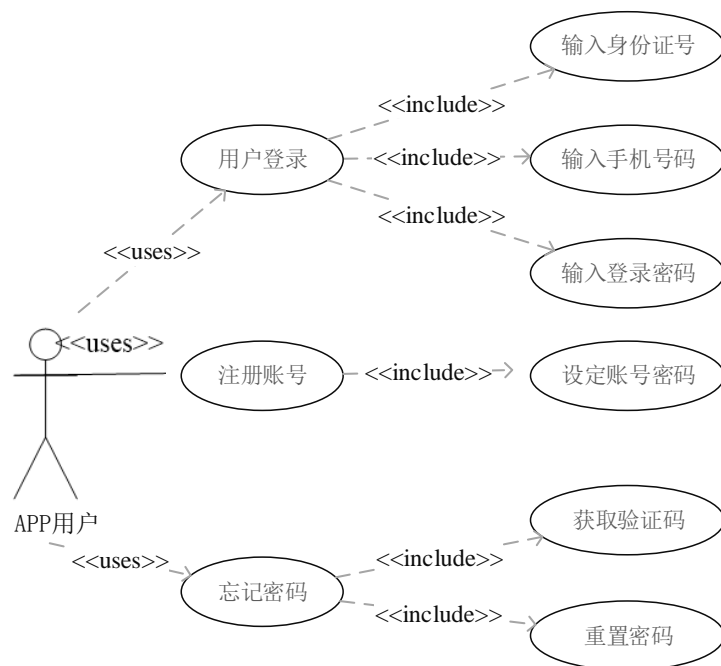 输入身份证号
<<include>>
用户登录
<<include>>
输入手机号码
<<include>>
<<uses>>
输入登录密码
<<uses>>
注册账号
<<include>>
设定账号密码
APP用户
获取验证码
<<uses>>
<<include>>
忘记密码
<<include>>
重置密码